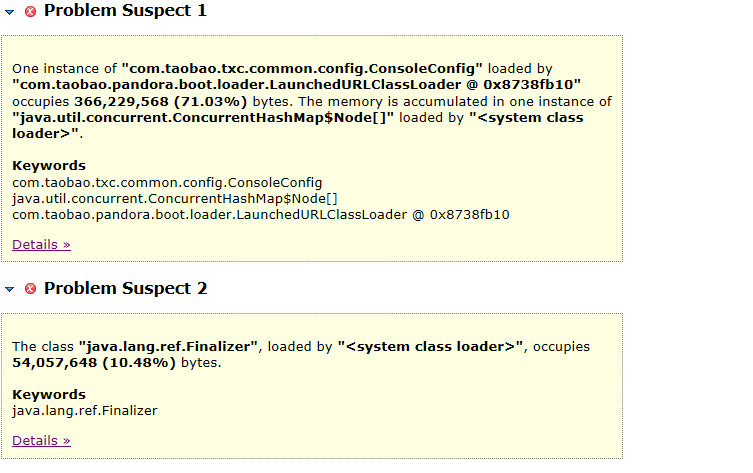 Problem Suspect 1
One instance of "com.taobao.txc.common.config.ConsoleConfig" loaded by
"com.taobao.pandora.boot.loader.LaunchedURLClassLoader @ 0x8738fb10"
occupies 366,229,568 (71.03%) bytes. The memory is accumulated in one instance of
"java.util.concurrent.ConcurrentHashMap$Node[]" loaded by "<system class
loader>".
Keywords
com.taobao.txc.common.config.ConsoleConfig
java.util.concurrent.ConcurrentHashMap$Node[]
com.taobao.pandora.boot.loader.LaunchedURLClassLoader @ 0x8738fb10
Details »
Problem Suspect 2
The class "java.lang.ref.Finalizer", loaded by "<system class loader>", occupies
54,057,648 (10.48%) bytes.
Keywords
java.lang.ref.Finalizer
Details »